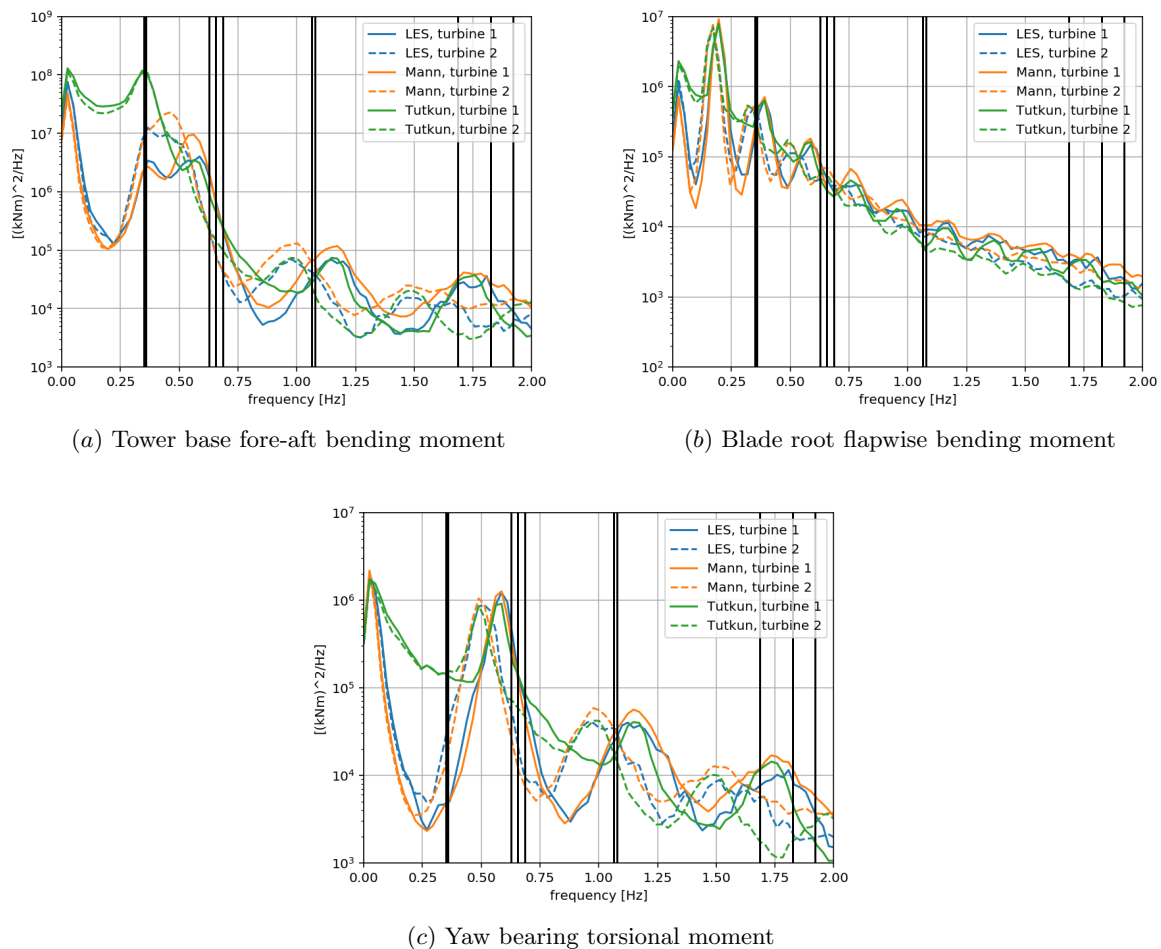 10^9
10^8
10^7
10^6
10^5
10^4
10^3
[(kNm)^2/Hz]
LES, turbine 1
LES, turbine 2
Mann, turbine 1
Mann, turbine 2
Tutkun, turbine 1
Tutkun, turbine 2
0.00 0.25 0.50 0.75 1.00 1.25 1.50 1.75 2.00
frequency [Hz]
(a) Tower base fore-aft bending moment
10^7
10^6
10^5
10^4
10^3
10^2
[(kNm)^2/Hz]
LES, turbine 1
LES, turbine 2
Mann, turbine 1
Mann, turbine 2
Tutkun, turbine 1
Tutkun, turbine 2
0.00 0.25 0.50 0.75 1.00 1.25 1.50 1.75 2.00
frequency [Hz]
(b) Blade root flapwise bending moment
10^7
10^6
10^5
10^4
10^3
[(kNm)^2/Hz]
LES, turbine 1
LES, turbine 2
Mann, turbine 1
Mann, turbine 2
Tutkun, turbine 1
Tutkun, turbine 2
0.00 0.25 0.50 0.75 1.00 1.25 1.50 1.75 2.00
frequency [Hz]
(c) Yaw bearing torsional moment